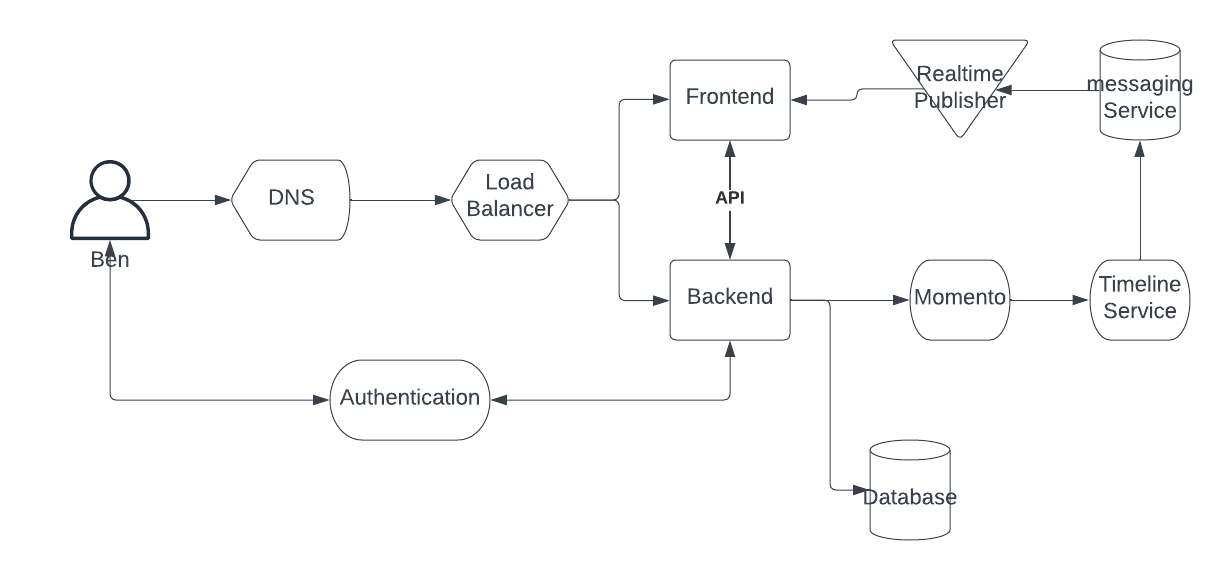 Realtime
Publisher
messaging
Service
Frontend
Load
Balancer
DNS
API
Ben
Backend
Momento
Timeline
Service
Authentication
Database